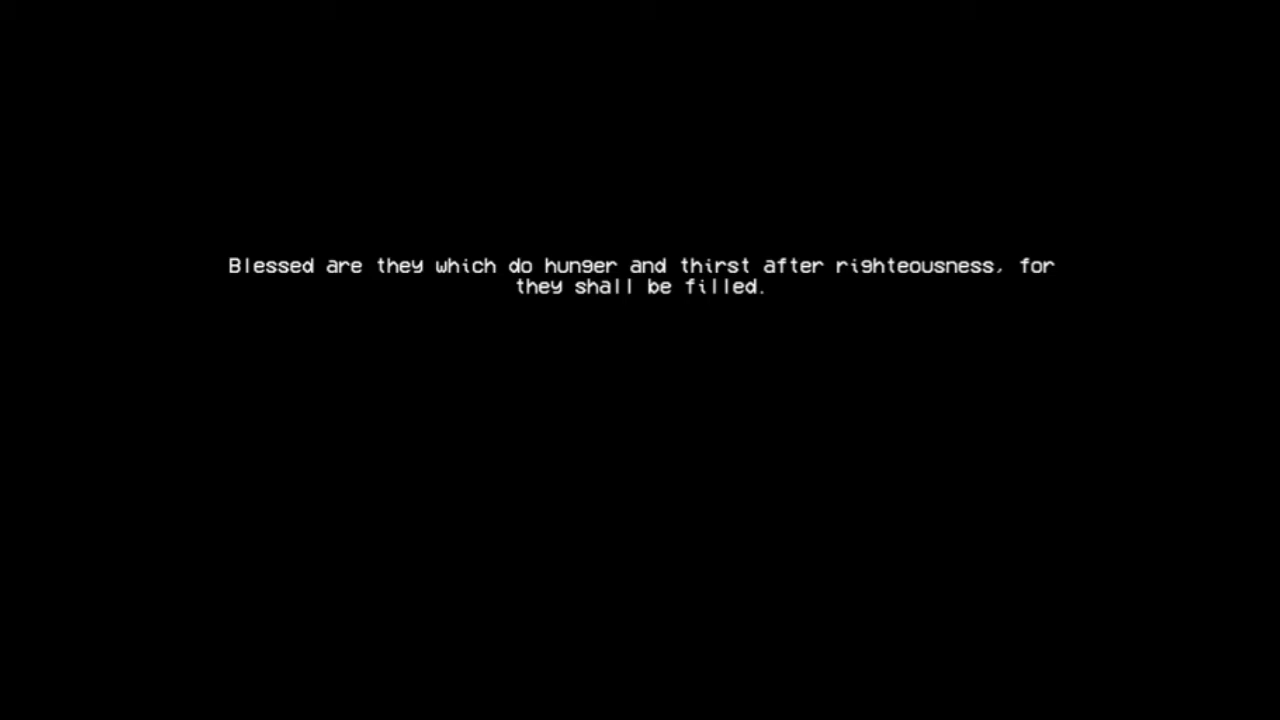 Blessed are they which do hunger and thirst after righteousness, for
they shall be filled.